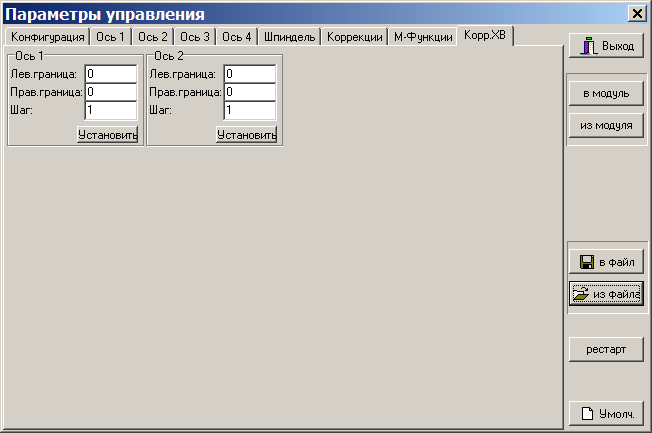 Параметры управления
Конфигурация Ось 1 Ось 2 Ось 3 Ось 4 Шпиндель Коррекции М-Функции Корр.ХВ
Ось 1
Лев.граница: 0
Прав.граница: 0
Шаг: 1
Установить
Ось 2
Лев.граница: 0
Прав.граница: 0
Шаг: 1
Установить
Выход
в модуль
из модуля
в файл
из файла
рестарт
Умолч.